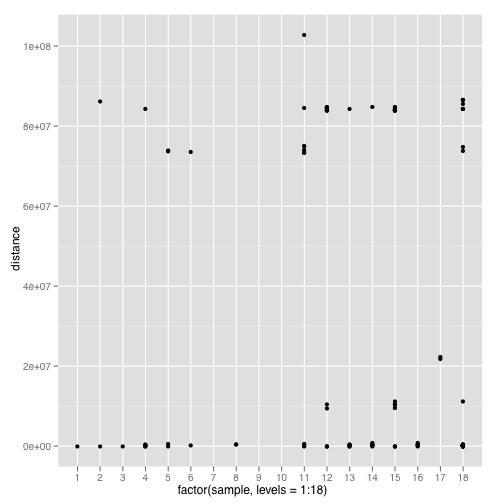 1e+08
8e+07
6e+07
4e+07
2e+07
0e+00
distance
1 2 3 4 5 6 7 8 9 10 11 12 13 14 15 16 17 18
factor(sample, levels = 1:18)